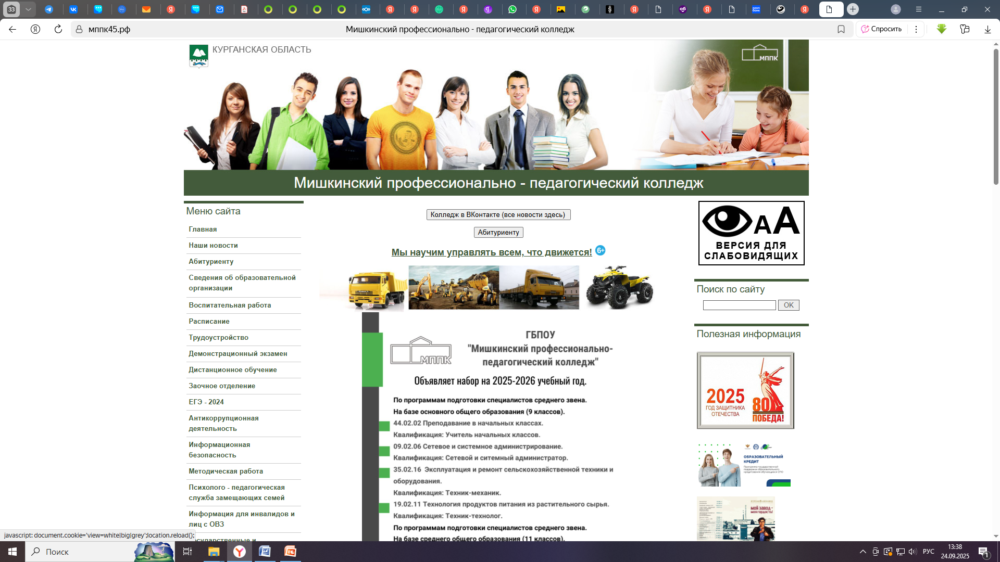 33
мппк45.рф
Мишкинский профессионально - педагогический колледж
Спросить
КУРГАНСКАЯ ОБЛАСТЬ
МППК
Мишкинский профессионально - педагогический колледж
Меню сайта
Главная
Наши новости
Абитуриенту
Сведения об образовательной
организации
Воспитательная работа
Расписание
Трудоустройство
Демонстрационный экзамен
Дистанционное обучение
Заочное отделение
ЕГЭ - 2024
Антикоррупционная
деятельность
Информационная
безопасность
Методическая работа
Психолого - педагогическая
служба замещающих семей
Информация для инвалидов и
лиц с ОВЗ
Колледж в ВКонтакте (все новости здесь)
Абитуриенту
Мы научим управлять всем, что движется! 6+
МППК
ГБПОУ
"Мишкинский профессионально-
педагогический колледж"
Объявляет набор на 2025-2026 учебный год.
По программам подготовки специалистов среднего звена.
На базе основного общего образования (9 классов).
44.02.02 Преподавание в начальных классах.
Квалификация: Учитель начальных классов.
09.02.06 Сетевое и системное администрирование.
Квалификация: Сетевой и ситемный администратор.
35.02.16 Эксплуатация и ремонт сельскохозяйственной техники и
оборудования.
Квалификация: Техник-механик.
19.02.11 Технология продуктов питания из растительного сырья.
Квалификация: Техник-технолог.
По программам подготовки специалистов среднего звена.
На базе среднего общего образования (11 классов).
АА
ВЕРСИЯ ДЛЯ
СЛАБОВИДЯЩИХ
Поиск по сайту
OK
Полезная информация
2025
ГОД ЗАЩИТНИКА
ОТЕЧЕСТВА
80
ПОБЕДА!
ОБРАЗОВАТЕЛЬНЫЙ
КРЕДИТ
МОЙ ЗАВОД -
МОЯ ГОРДОСТЬ!
javascript: document.cookie='view=white|big|grey';location.reload();
Поиск
РУС
13:38
24.09.2025
1